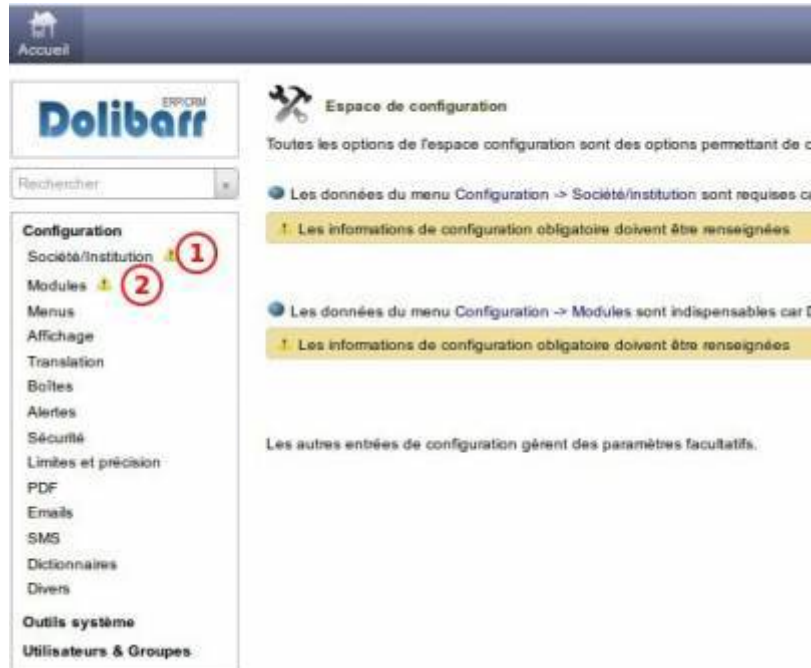 Accueil
ERP/CRM
Dolibarr
Rechercher
Configuration
Société/Institution 1
Modules 2
Menus
Affichage
Translation
Boîtes
Alertes
Sécurité
Limites et précision
PDF
Emails
SMS
Dictionnaires
Divers
Outils système
Utilisateurs & Groupes
Espace de configuration
Toutes les options de l'espace configuration sont des options permettant de
Les données du menu Configuration -> Société/institution sont requises
Les informations de configuration obligatoire doivent être renseignées
Les données du menu Configuration -> Modules sont indispensables car
Les informations de configuration obligatoire doivent être renseignées
Les autres entrées de configuration gèrent des paramètres facultatifs.